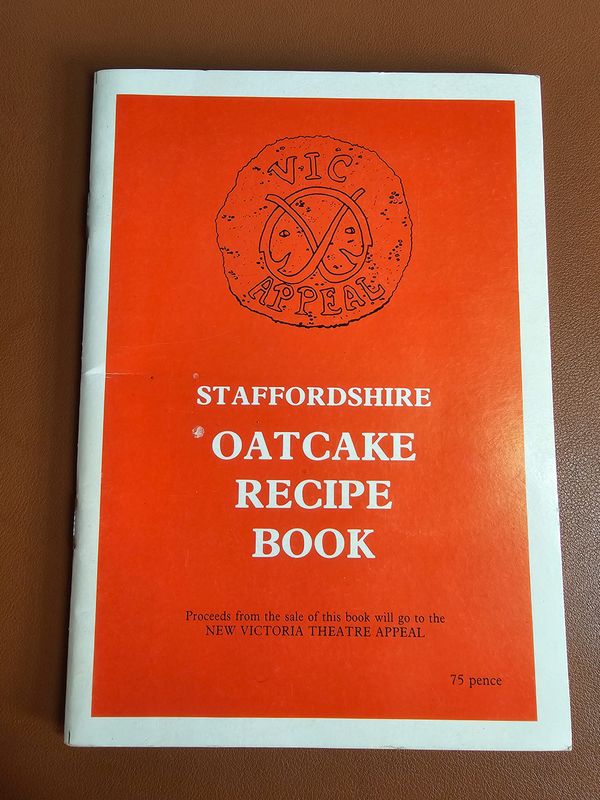 VIC
APPEAL
STAFFORDSHIRE
OATCAKE
RECIPE
BOOK
Proceeds from the sale of this book will go to the
NEW VICTORIA THEATRE APPEAL
75 pence